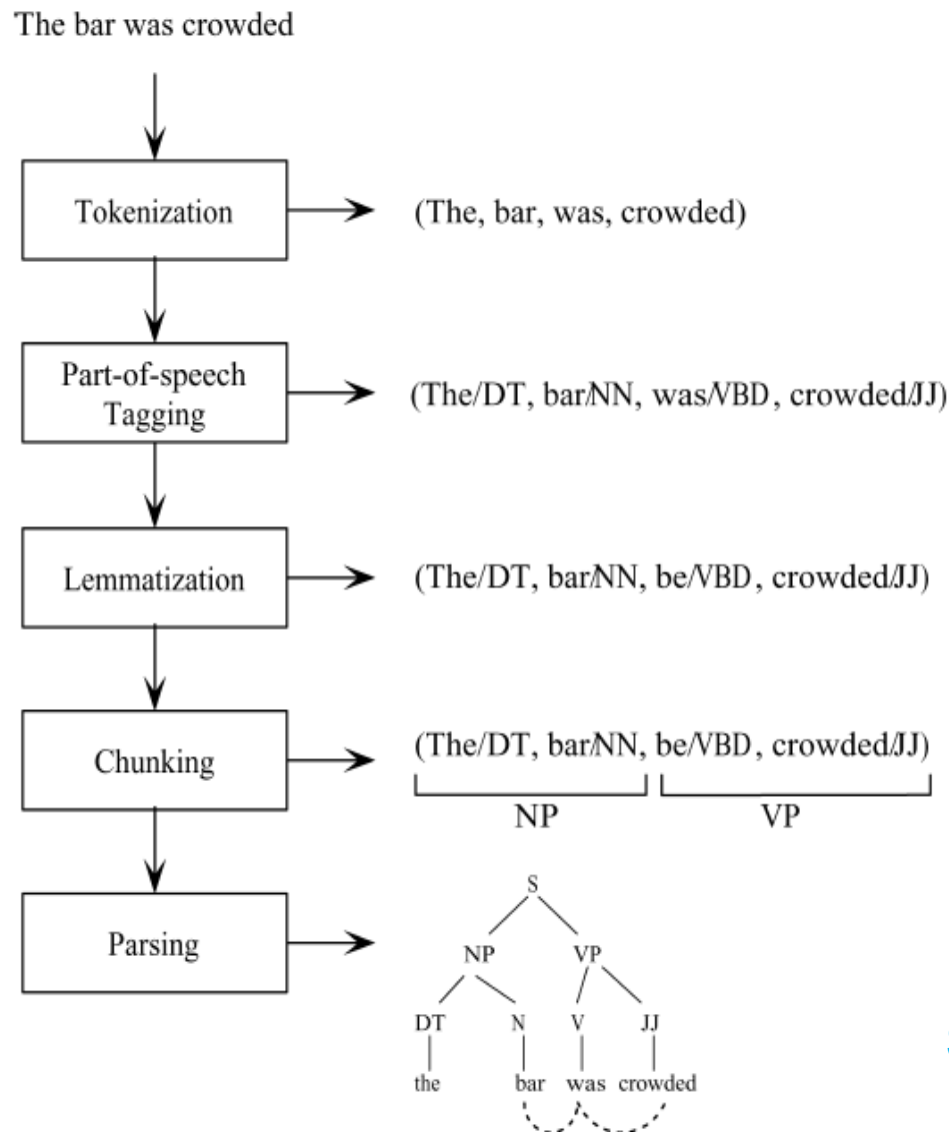 The bar was crowded
Tokenization
(The, bar, was, crowded)
Part-of-speech
Tagging
(The/DT, bar/NN, was/VBD, crowded/JJ)
Lemmatization
(The/DT, bar/NN, be/VBD, crowded/JJ)
Chunking
(The/DT, bar/NN, be/VBD, crowded/JJ)
NP VP
Parsing
S
NP VP
DT N V JJ
the bar was crowded